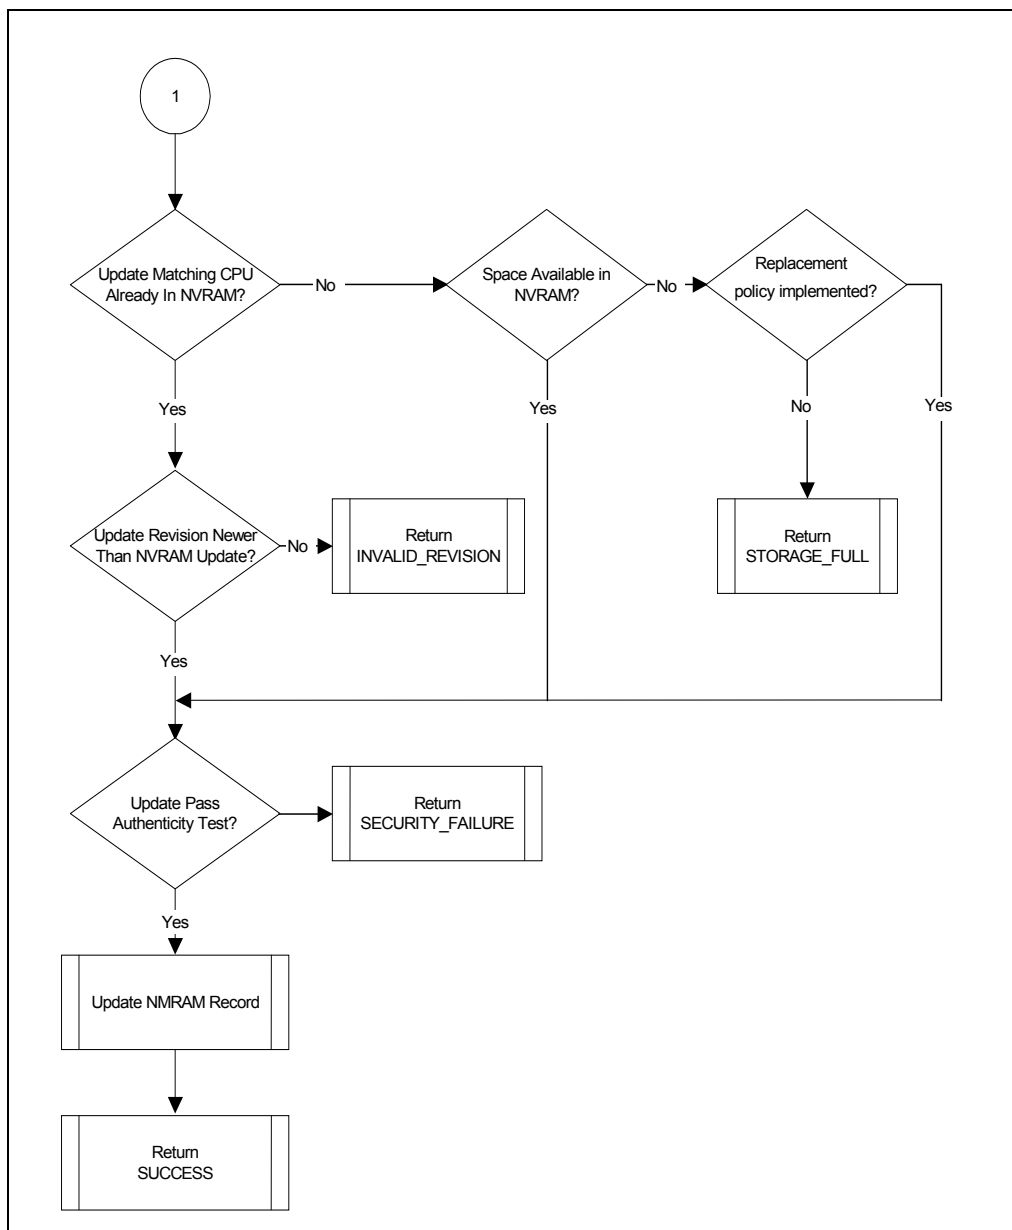 1
Update Matching CPU
Already In NVRAM?
No
Space Available in
NVRAM?
No
Replacement
policy implemented?
Yes
Yes
No
Yes
Update Revision Newer
Than NVRAM Update?
No
Return
INVALID_REVISION
Return
STORAGE_FULL
Yes
Update Pass
Authenticity Test?
Return
SECURITY_FAILURE
Yes
Update NMRAM Record
Return
SUCCESS